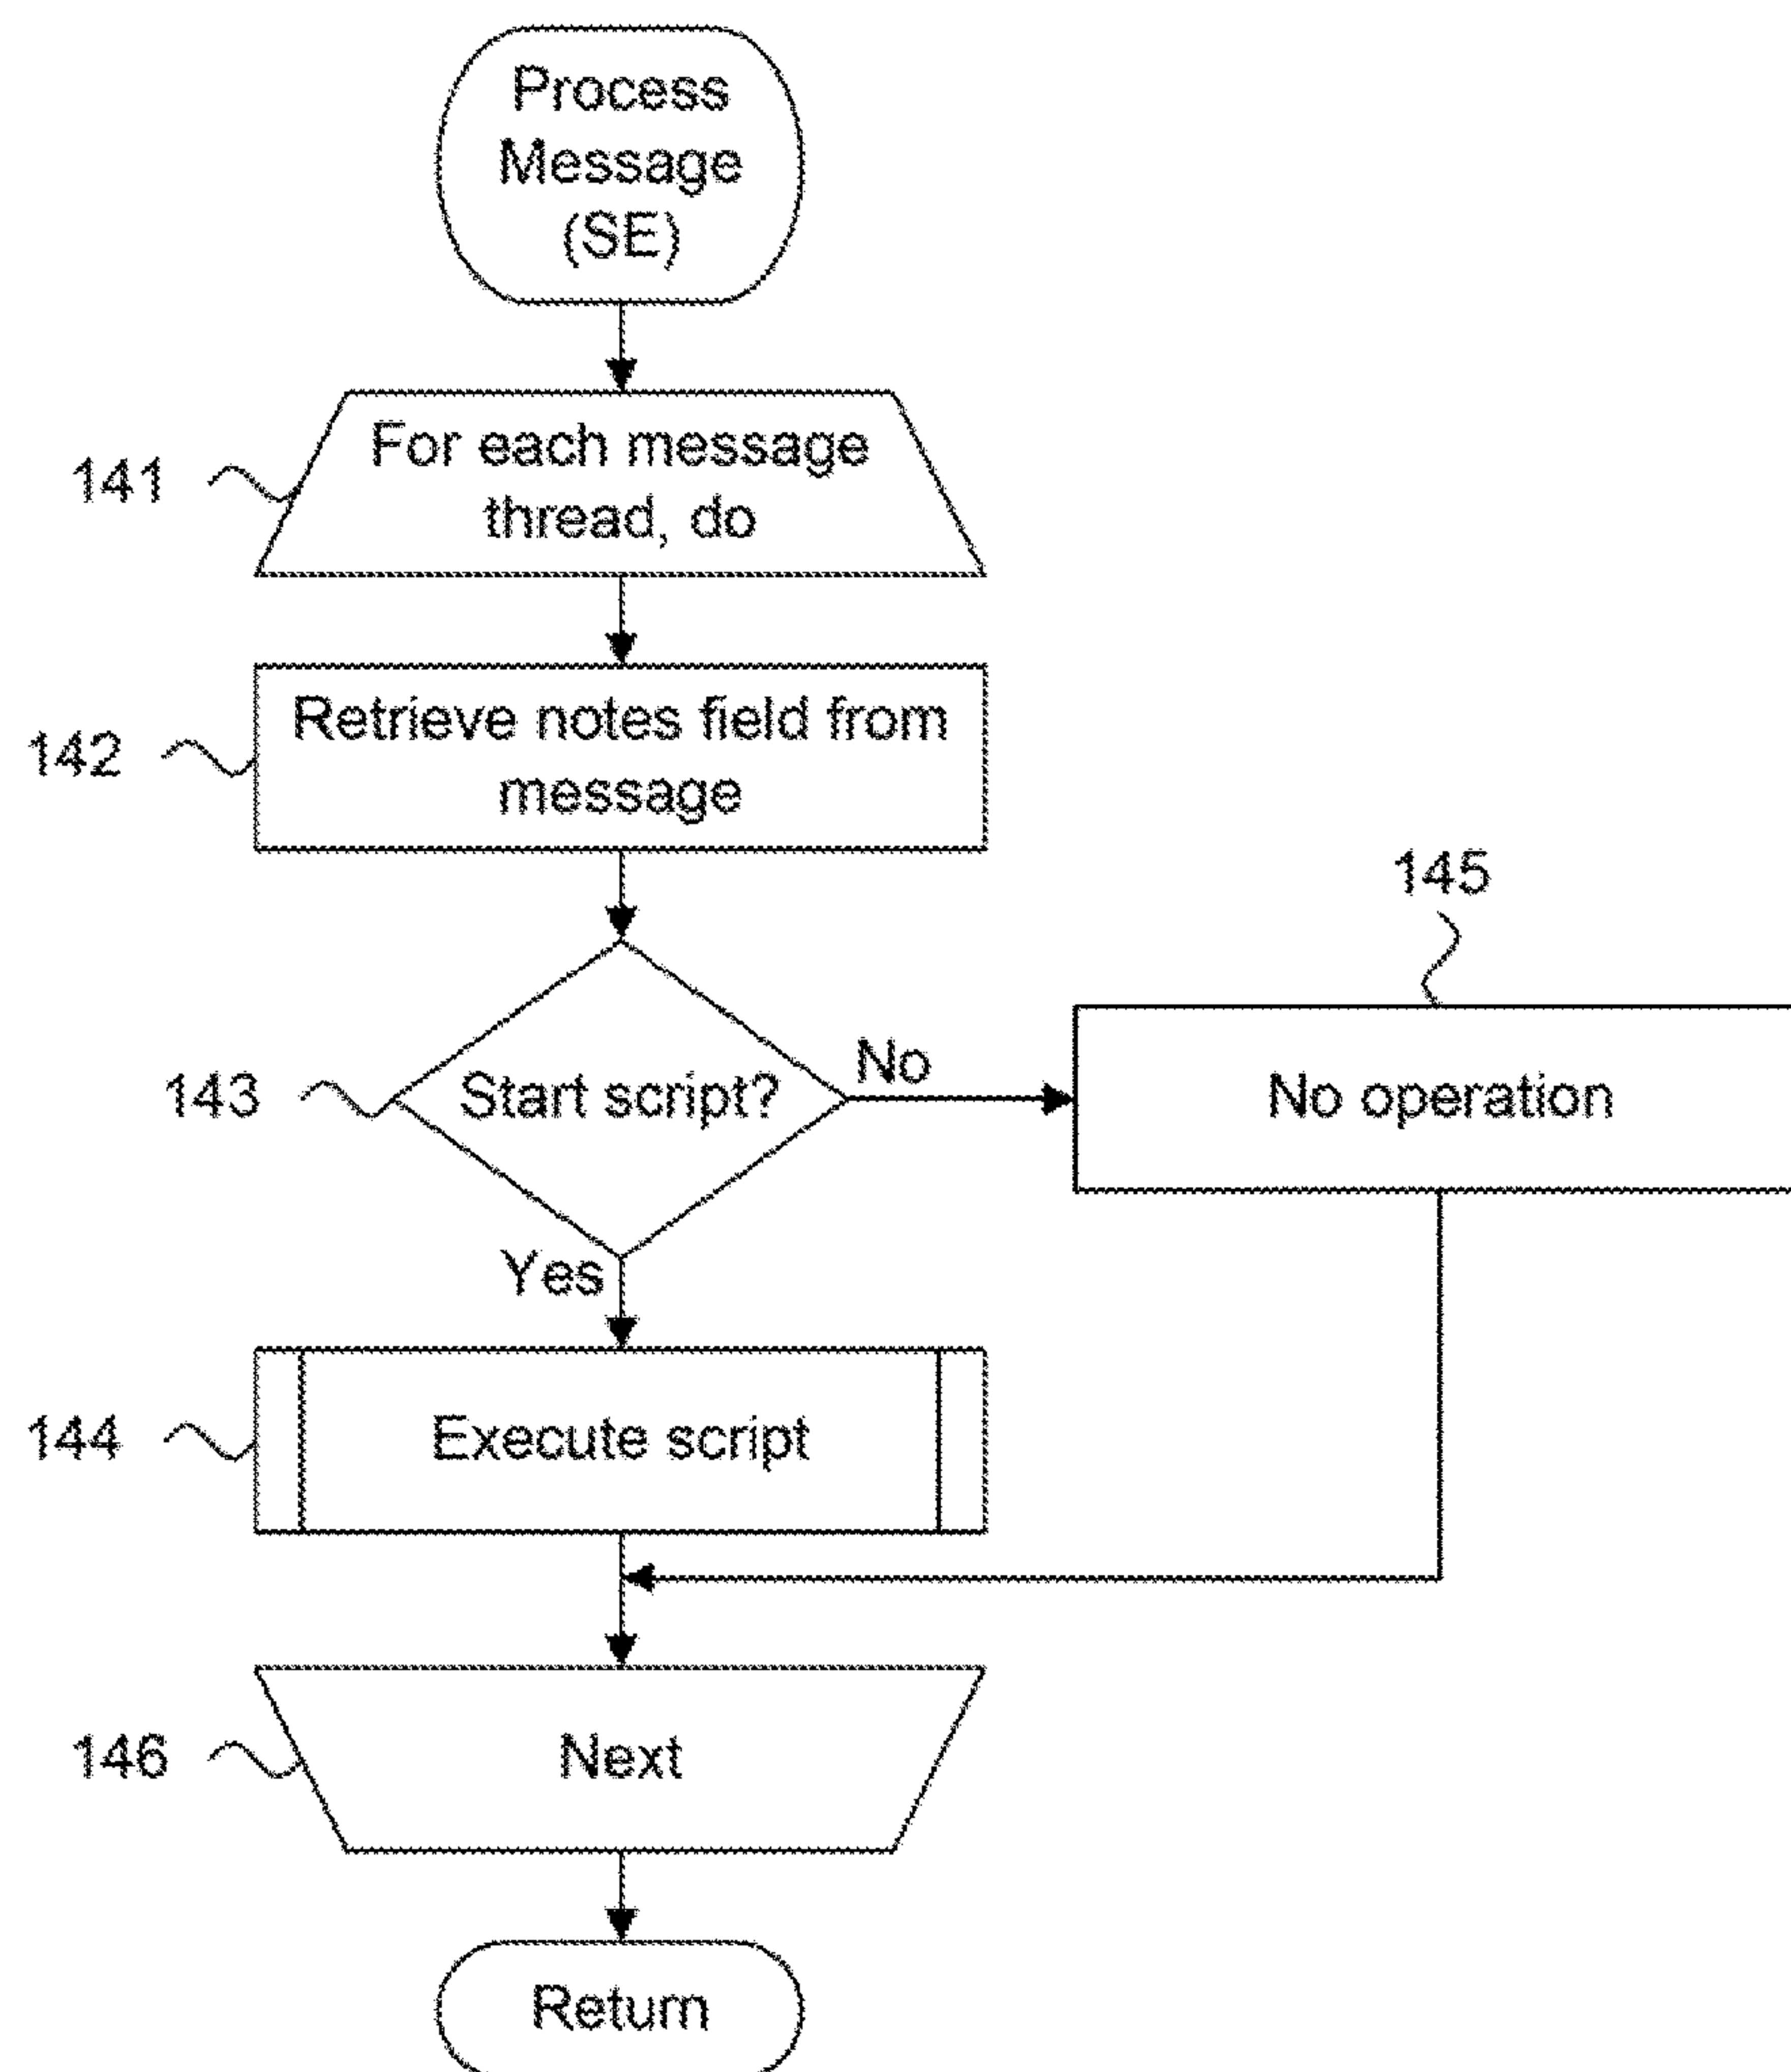 Process
Message
(SE)
141
For each message
thread, do
142
Retrieve notes field from
message
145
143
Start script?
No
No operation
Yes
144
Execute script
146
Next
Return